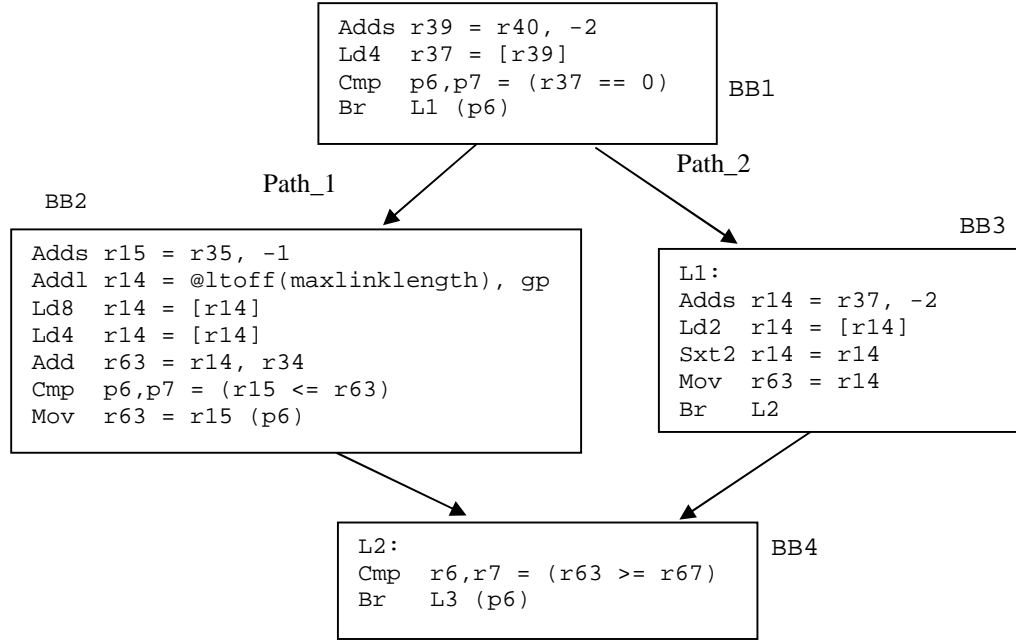 Adds r39 = r40, -2
Ld4 r37 = [r39]
Cmp p6,p7 = (r37 == 0)
Br L1 (p6)
BB1
Path_1
Path_2
BB2
Adds r15 = r35, -1
Addl r14 = @ltoff(maxlinklength), gp
Ld8 r14 = [r14]
Ld4 r14 = [r14]
Add r63 = r14, r34
Cmp p6,p7 = (r15 <= r63)
Mov r63 = r15 (p6)
BB3
L1:
Adds r14 = r37, -2
Ld2 r14 = [r14]
Sxt2 r14 = r14
Mov r63 = r14
Br L2
L2:
Cmp r6,r7 = (r63 >= r67)
Br L3 (p6)
BB4